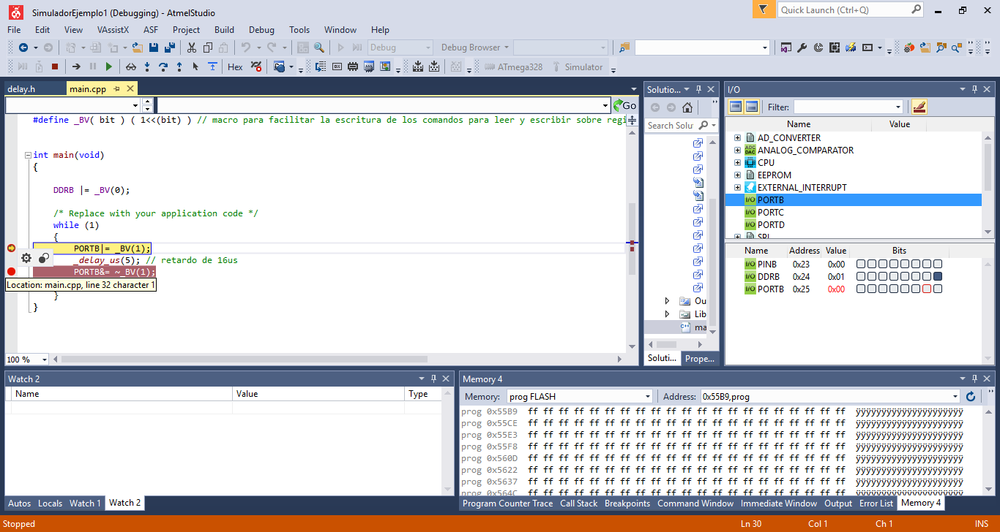 SimuladorEjemplo1 (Debugging) - AtmelStudio
Quick Launch (Ctrl+Q)
File Edit View VAssistX ASF Project Build Debug Tools Window Help
Debug Debug Browser
Hex ATmega328 Simulator
delay.h main.cpp
Go
#define _BV( bit ) ( 1<<(bit) ) // macro para facilitar la escritura de los comandos para leer y escribir sobre regi
int main(void)
{
DDRB |= _BV(0);
/* Replace with your application code */
while (1)
{
PORTB|= _BV(1);
_delay_us(5); // retardo de 16us
PORTB&= ~_BV(1);
Location: main.cpp, line 32 character 1
}
}
100 %
Solutio...
Search Solu
Ou
Lib
ma
Soluti... Prope...
I/O
Filter:
Name Value
AD_CONVERTER
ANALOG_COMPARATOR
CPU
EEPROM
EXTERNAL_INTERRUPT
PORTB
PORTC
PORTD
SPI
Name Address Value Bits
PINB 0x23 0x00
DDRB 0x24 0x01
PORTB 0x25 0x00
Watch 2
Name Value Type
Autos Locals Watch 1 Watch 2
Memory 4
Memory: prog FLASH Address: 0x55B9,prog
prog 0x55B9 ff ff ff ff ff ff ff ff ff ff ff ff ff ff ff ff ff ff ff ff ff ÿÿÿÿÿÿÿÿÿÿÿÿÿÿÿÿÿÿÿÿÿ
prog 0x55CE ff ff ff ff ff ff ff ff ff ff ff ff ff ff ff ff ff ff ff ff ff ÿÿÿÿÿÿÿÿÿÿÿÿÿÿÿÿÿÿÿÿÿ
prog 0x55E3 ff ff ff ff ff ff ff ff ff ff ff ff ff ff ff ff ff ff ff ff ff ÿÿÿÿÿÿÿÿÿÿÿÿÿÿÿÿÿÿÿÿÿ
prog 0x55F8 ff ff ff ff ff ff ff ff ff ff ff ff ff ff ff ff ff ff ff ff ff ÿÿÿÿÿÿÿÿÿÿÿÿÿÿÿÿÿÿÿÿÿ
prog 0x560D ff ff ff ff ff ff ff ff ff ff ff ff ff ff ff ff ff ff ff ff ff ÿÿÿÿÿÿÿÿÿÿÿÿÿÿÿÿÿÿÿÿÿ
prog 0x5622 ff ff ff ff ff ff ff ff ff ff ff ff ff ff ff ff ff ff ff ff ff ÿÿÿÿÿÿÿÿÿÿÿÿÿÿÿÿÿÿÿÿÿ
prog 0x5637 ff ff ff ff ff ff ff ff ff ff ff ff ff ff ff ff ff ff ff ff ff ÿÿÿÿÿÿÿÿÿÿÿÿÿÿÿÿÿÿÿÿÿ
prog 0x564C ff ff ff ff ff ff ff ff ff ff ff ff ff ff ff ff ff ff ff ff ff ÿÿÿÿÿÿÿÿÿÿÿÿÿÿÿÿÿÿÿÿÿ
Program Counter Trace Call Stack Breakpoints Command Window Immediate Window Output Error List Memory 4
Stopped Ln 30 Col 1 Ch 1 INS